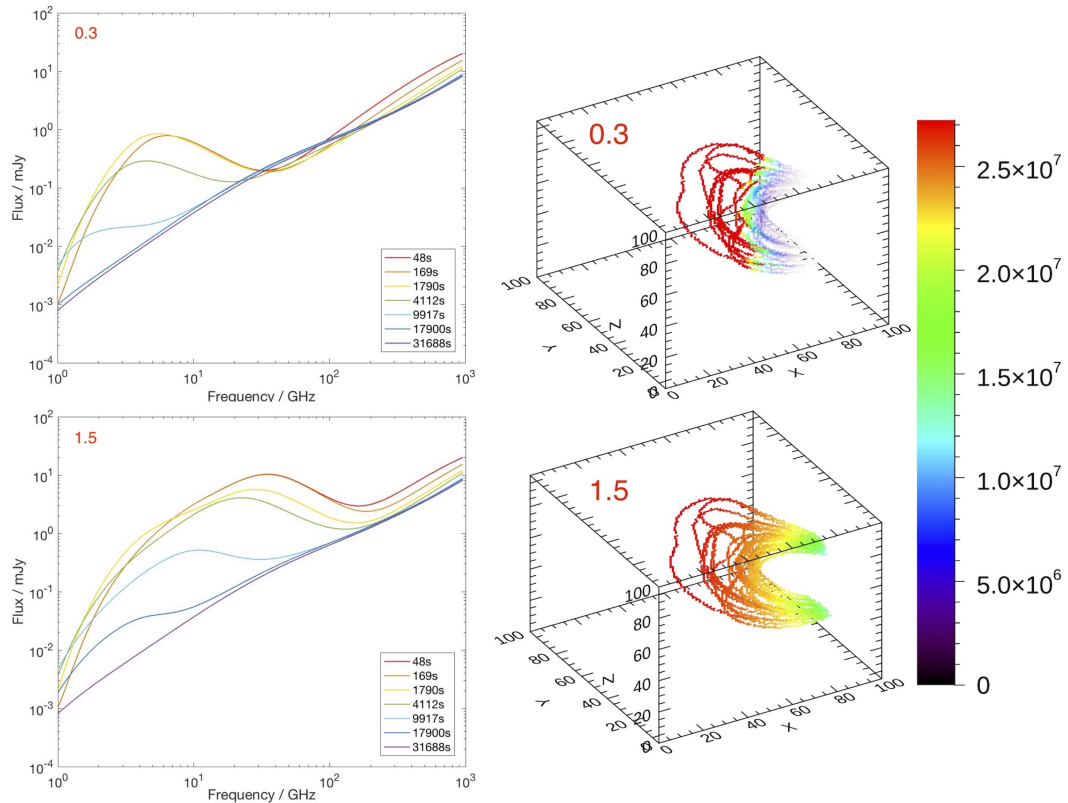 0.3
10^2
10^1
10^0
10^-1
10^-2
10^-3
10^-4
Flux / mJy
10^0
10^1
10^2
10^3
Frequency / GHz
48s
169s
1790s
4112s
9917s
17900s
31688s
0.3
100
80
60
40
20
0
Z
100
80
60
40
20
0
Y
0
20
40
60
80
100
X
1.5
10^2
10^1
10^0
10^-1
10^-2
10^-3
10^-4
Flux / mJy
10^0
10^1
10^2
10^3
Frequency / GHz
48s
169s
1790s
4112s
9917s
17900s
31688s
1.5
100
80
60
40
20
0
Z
100
80
60
40
20
0
Y
0
20
40
60
80
100
X
2.5×10^7
2.0×10^7
1.5×10^7
1.0×10^7
5.0×10^6
0